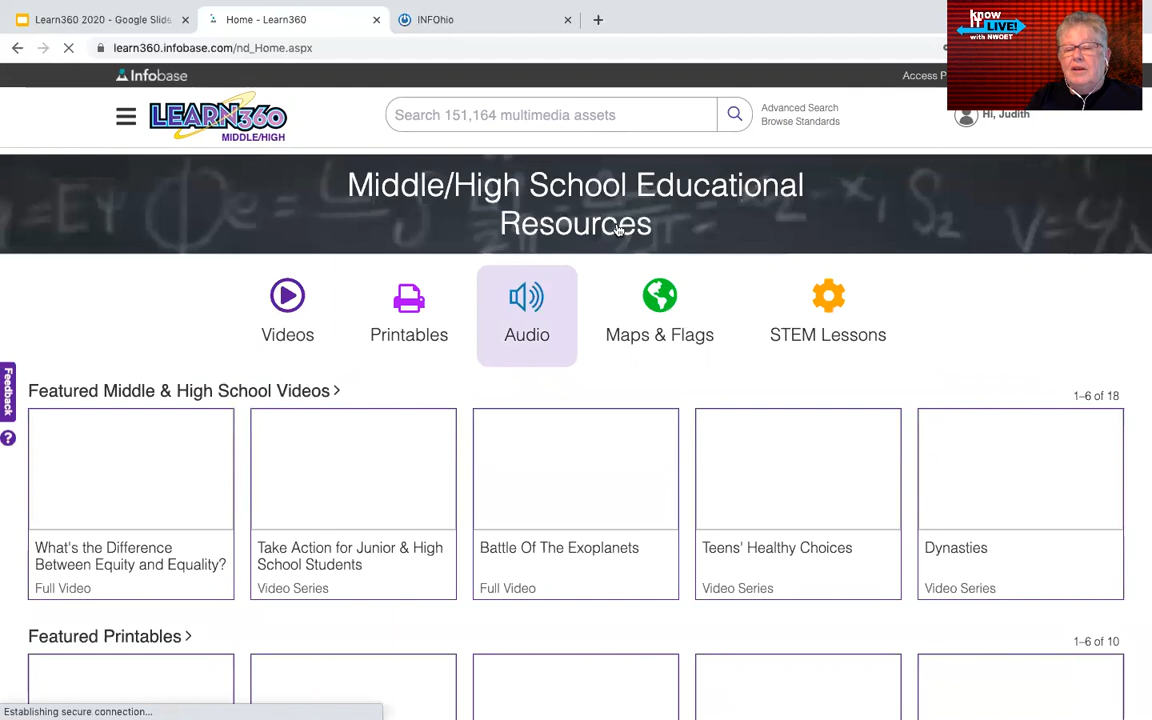 Learn360 2020 - Google Slide
Home - Learn360
INFOhio
learn360.infobase.com/nd_Home.aspx
know
IT LIVE!
with NWOET
Infobase
Access P
LEARN360
MIDDLE/HIGH
Search 151,164 multimedia assets
Advanced Search
Browse Standards
Hi, Judith
Middle/High School Educational
Resources
Videos
Printables
Audio
Maps & Flags
STEM Lessons
Feedback
?
Featured Middle & High School Videos >
1–6 of 18
What's the Difference
Between Equity and Equality?
Full Video
Take Action for Junior & High
School Students
Video Series
Battle Of The Exoplanets
Full Video
Teens' Healthy Choices
Video Series
Dynasties
Video Series
Featured Printables >
1–6 of 10
Establishing secure connection...